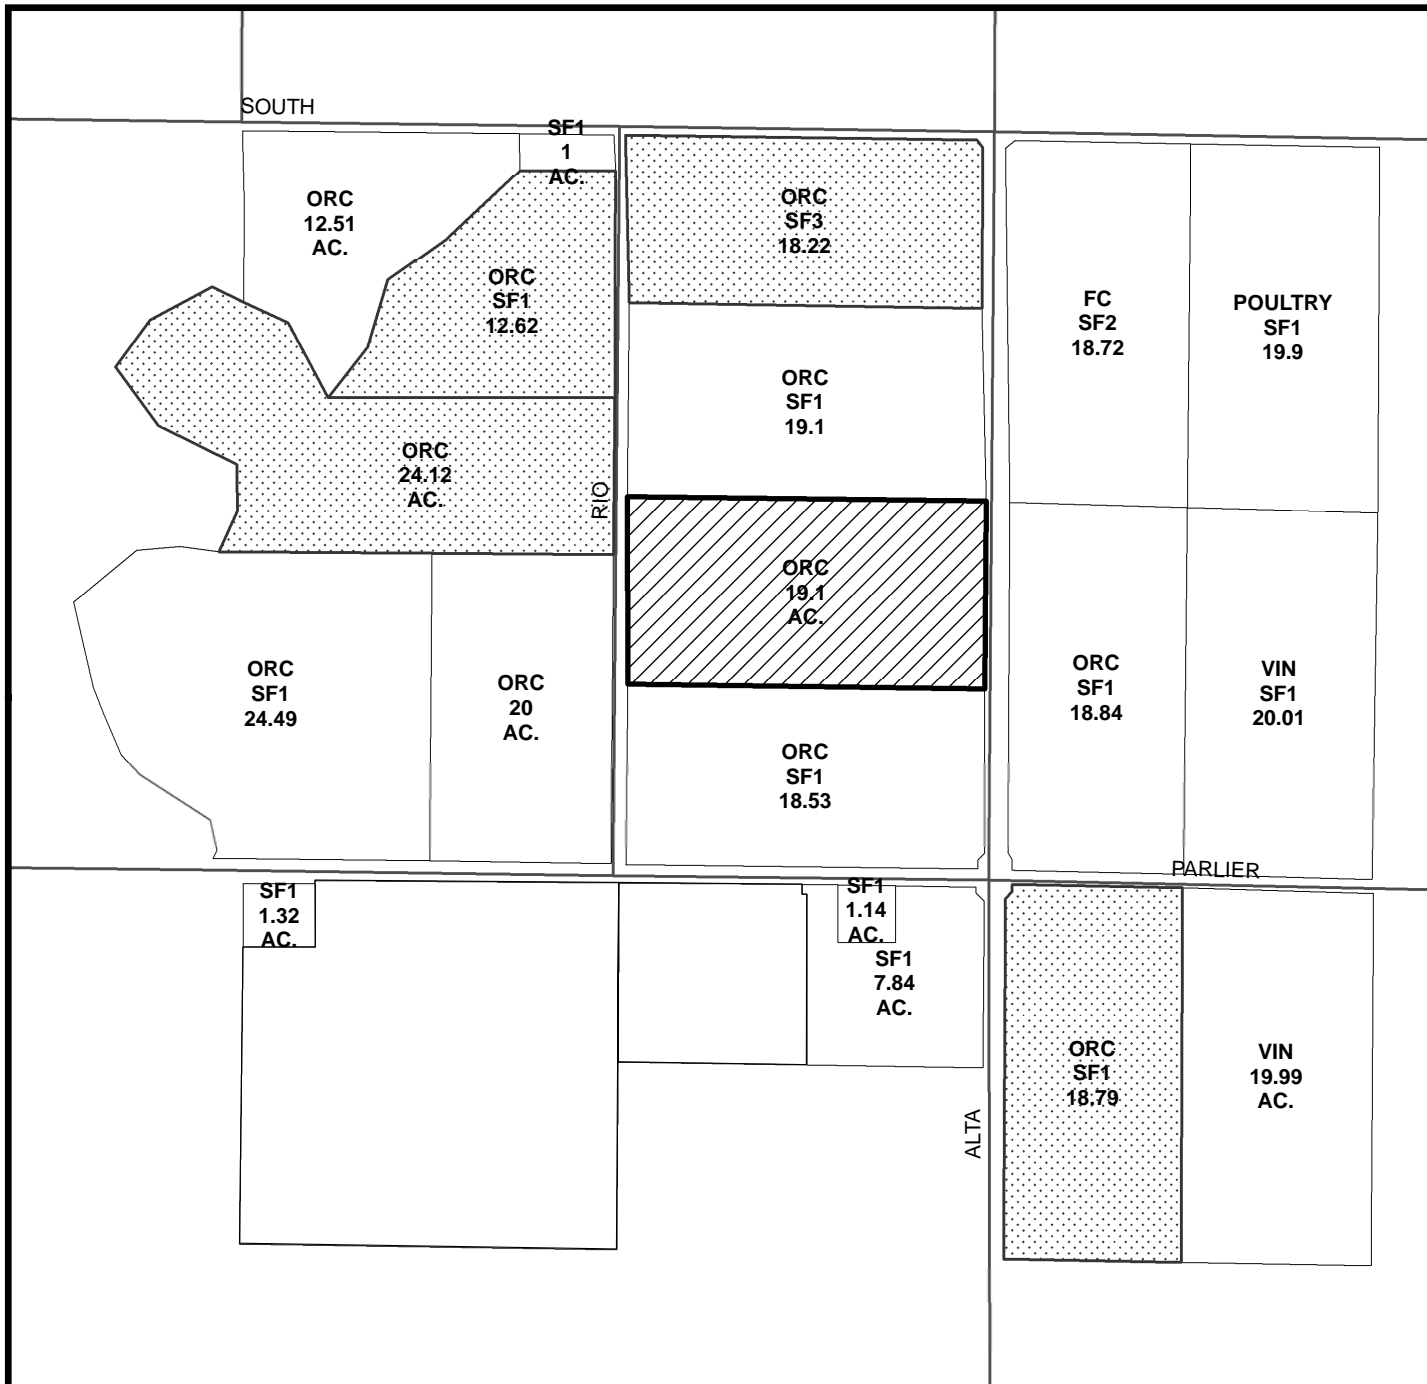 SOUTH
SF1
1
AC.
ORC
12.51
AC.
ORC
SF1
12.62
ORC
SF3
18.22
FC
SF2
18.72
POULTRY
SF1
19.9
ORC
SF1
19.1
ORC
24.12
AC.
RIO
ORC
19.1
AC.
ORC
SF1
24.49
ORC
20
AC.
ORC
SF1
18.53
ORC
SF1
18.84
VIN
SF1
20.01
PARLIER
SF1
1.32
AC.
SF1
1.14
AC.
SF1
7.84
AC.
ALTA
ORC
SF1
18.79
VIN
19.99
AC.